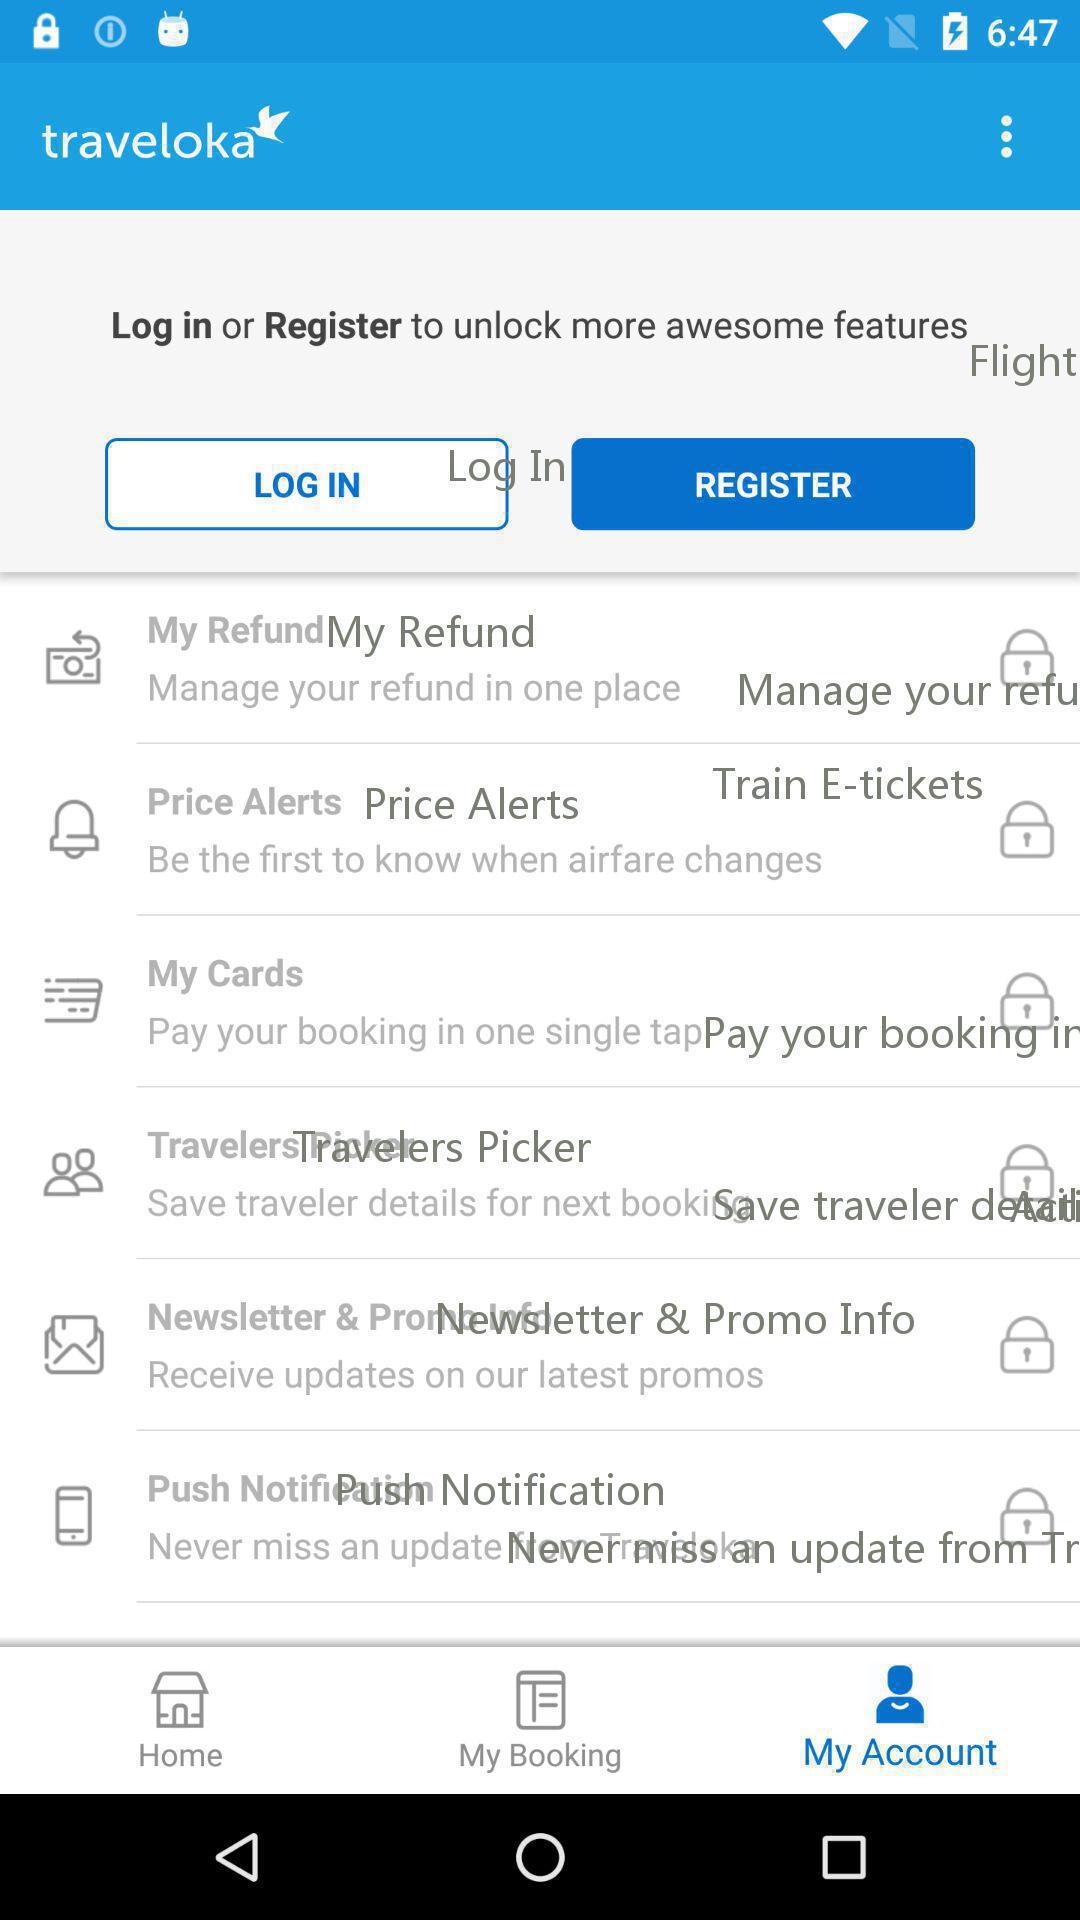 6:47
traveloka
Log in or Register to unlock more awesome features
Flight
LOG IN
Log In
REGISTER
My Refund
My Refund
Manage your refund in one place
Manage your refu
Train E-tickets
Price Alerts
Price Alerts
Be the first to know when airfare changes
My Cards
Pay your booking in one single tap
Pay your booking in
Travelers Picker
Travelers Picker
Save traveler details for next booking
Save traveler detail
Newsletter & Promo Info
Newsletter & Promo Info
Receive updates on our latest promos
Push Notification
Push Notification
Never miss an update from Traveloka
Never miss an update from Tr
Home
My Booking
My Account